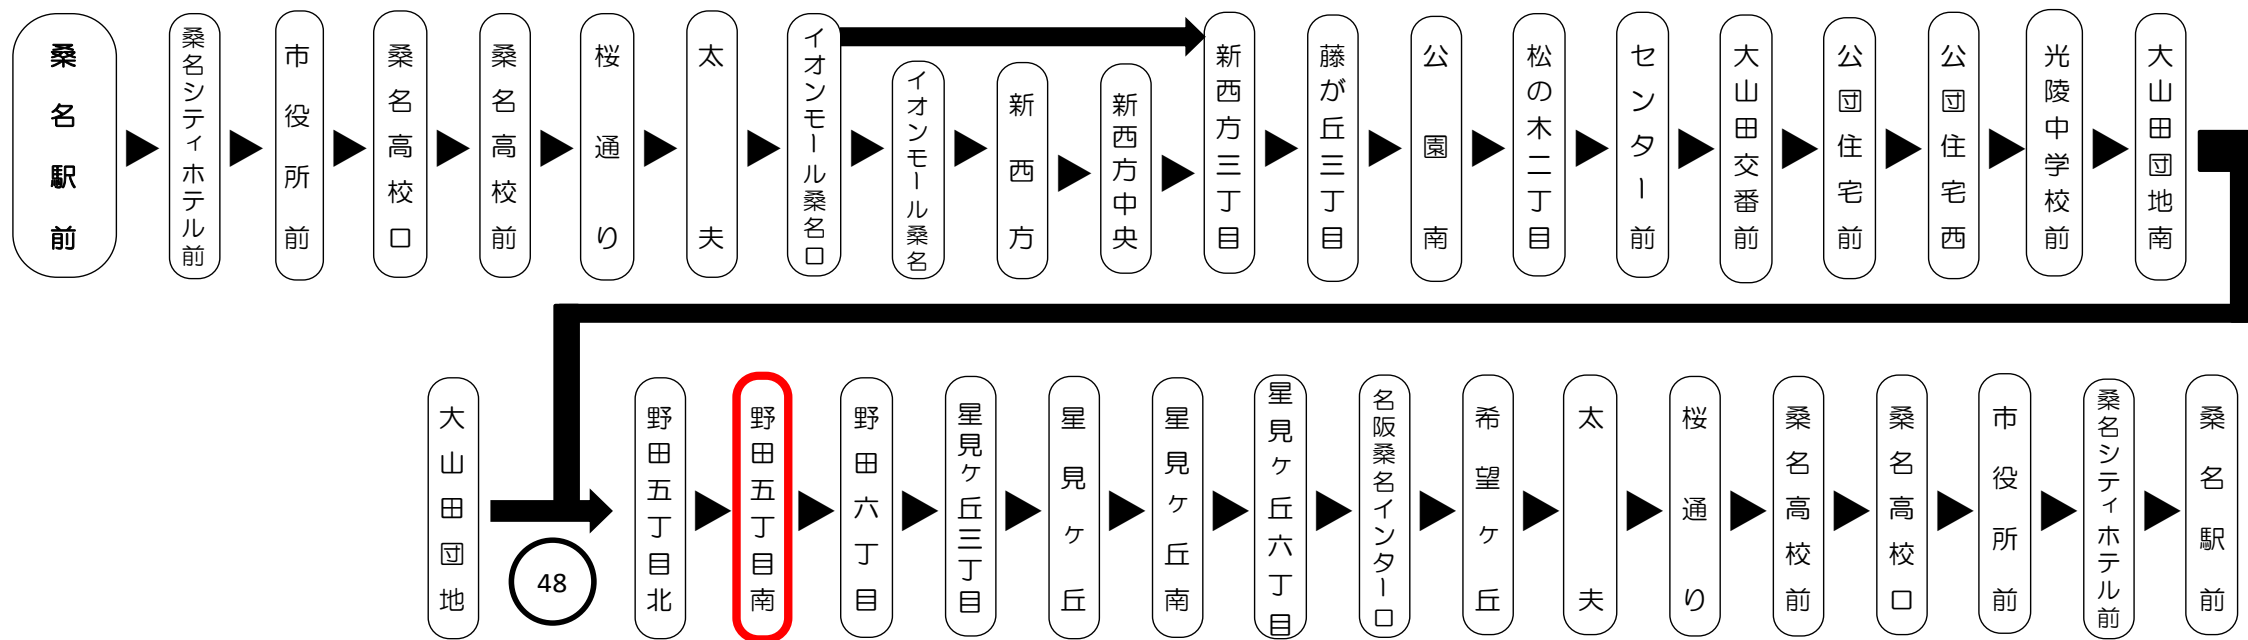 桑名駅前
桑名シティホテル前
市役所前
桑名高校口
桑名高校前
桜通り
太夫
イオンモール桑名口
イオンモール桑名
新西方
新西方中央
新西方三丁目
藤が丘三丁目
公園南
松の木二丁目
センター前
大山田交番前
公団住宅前
公団住宅西
光陵中学校前
大山田団地南
大山田団地
48
野田五丁目北
野田五丁目南
野田六丁目
星見ヶ丘三丁目
星見ヶ丘
星見ヶ丘南
星見ヶ丘六丁目
名阪桑名インター口
希望ヶ丘
太夫
桜通り
桑名高校前
桑名高校口
市役所前
桑名シティホテル前
桑名駅前